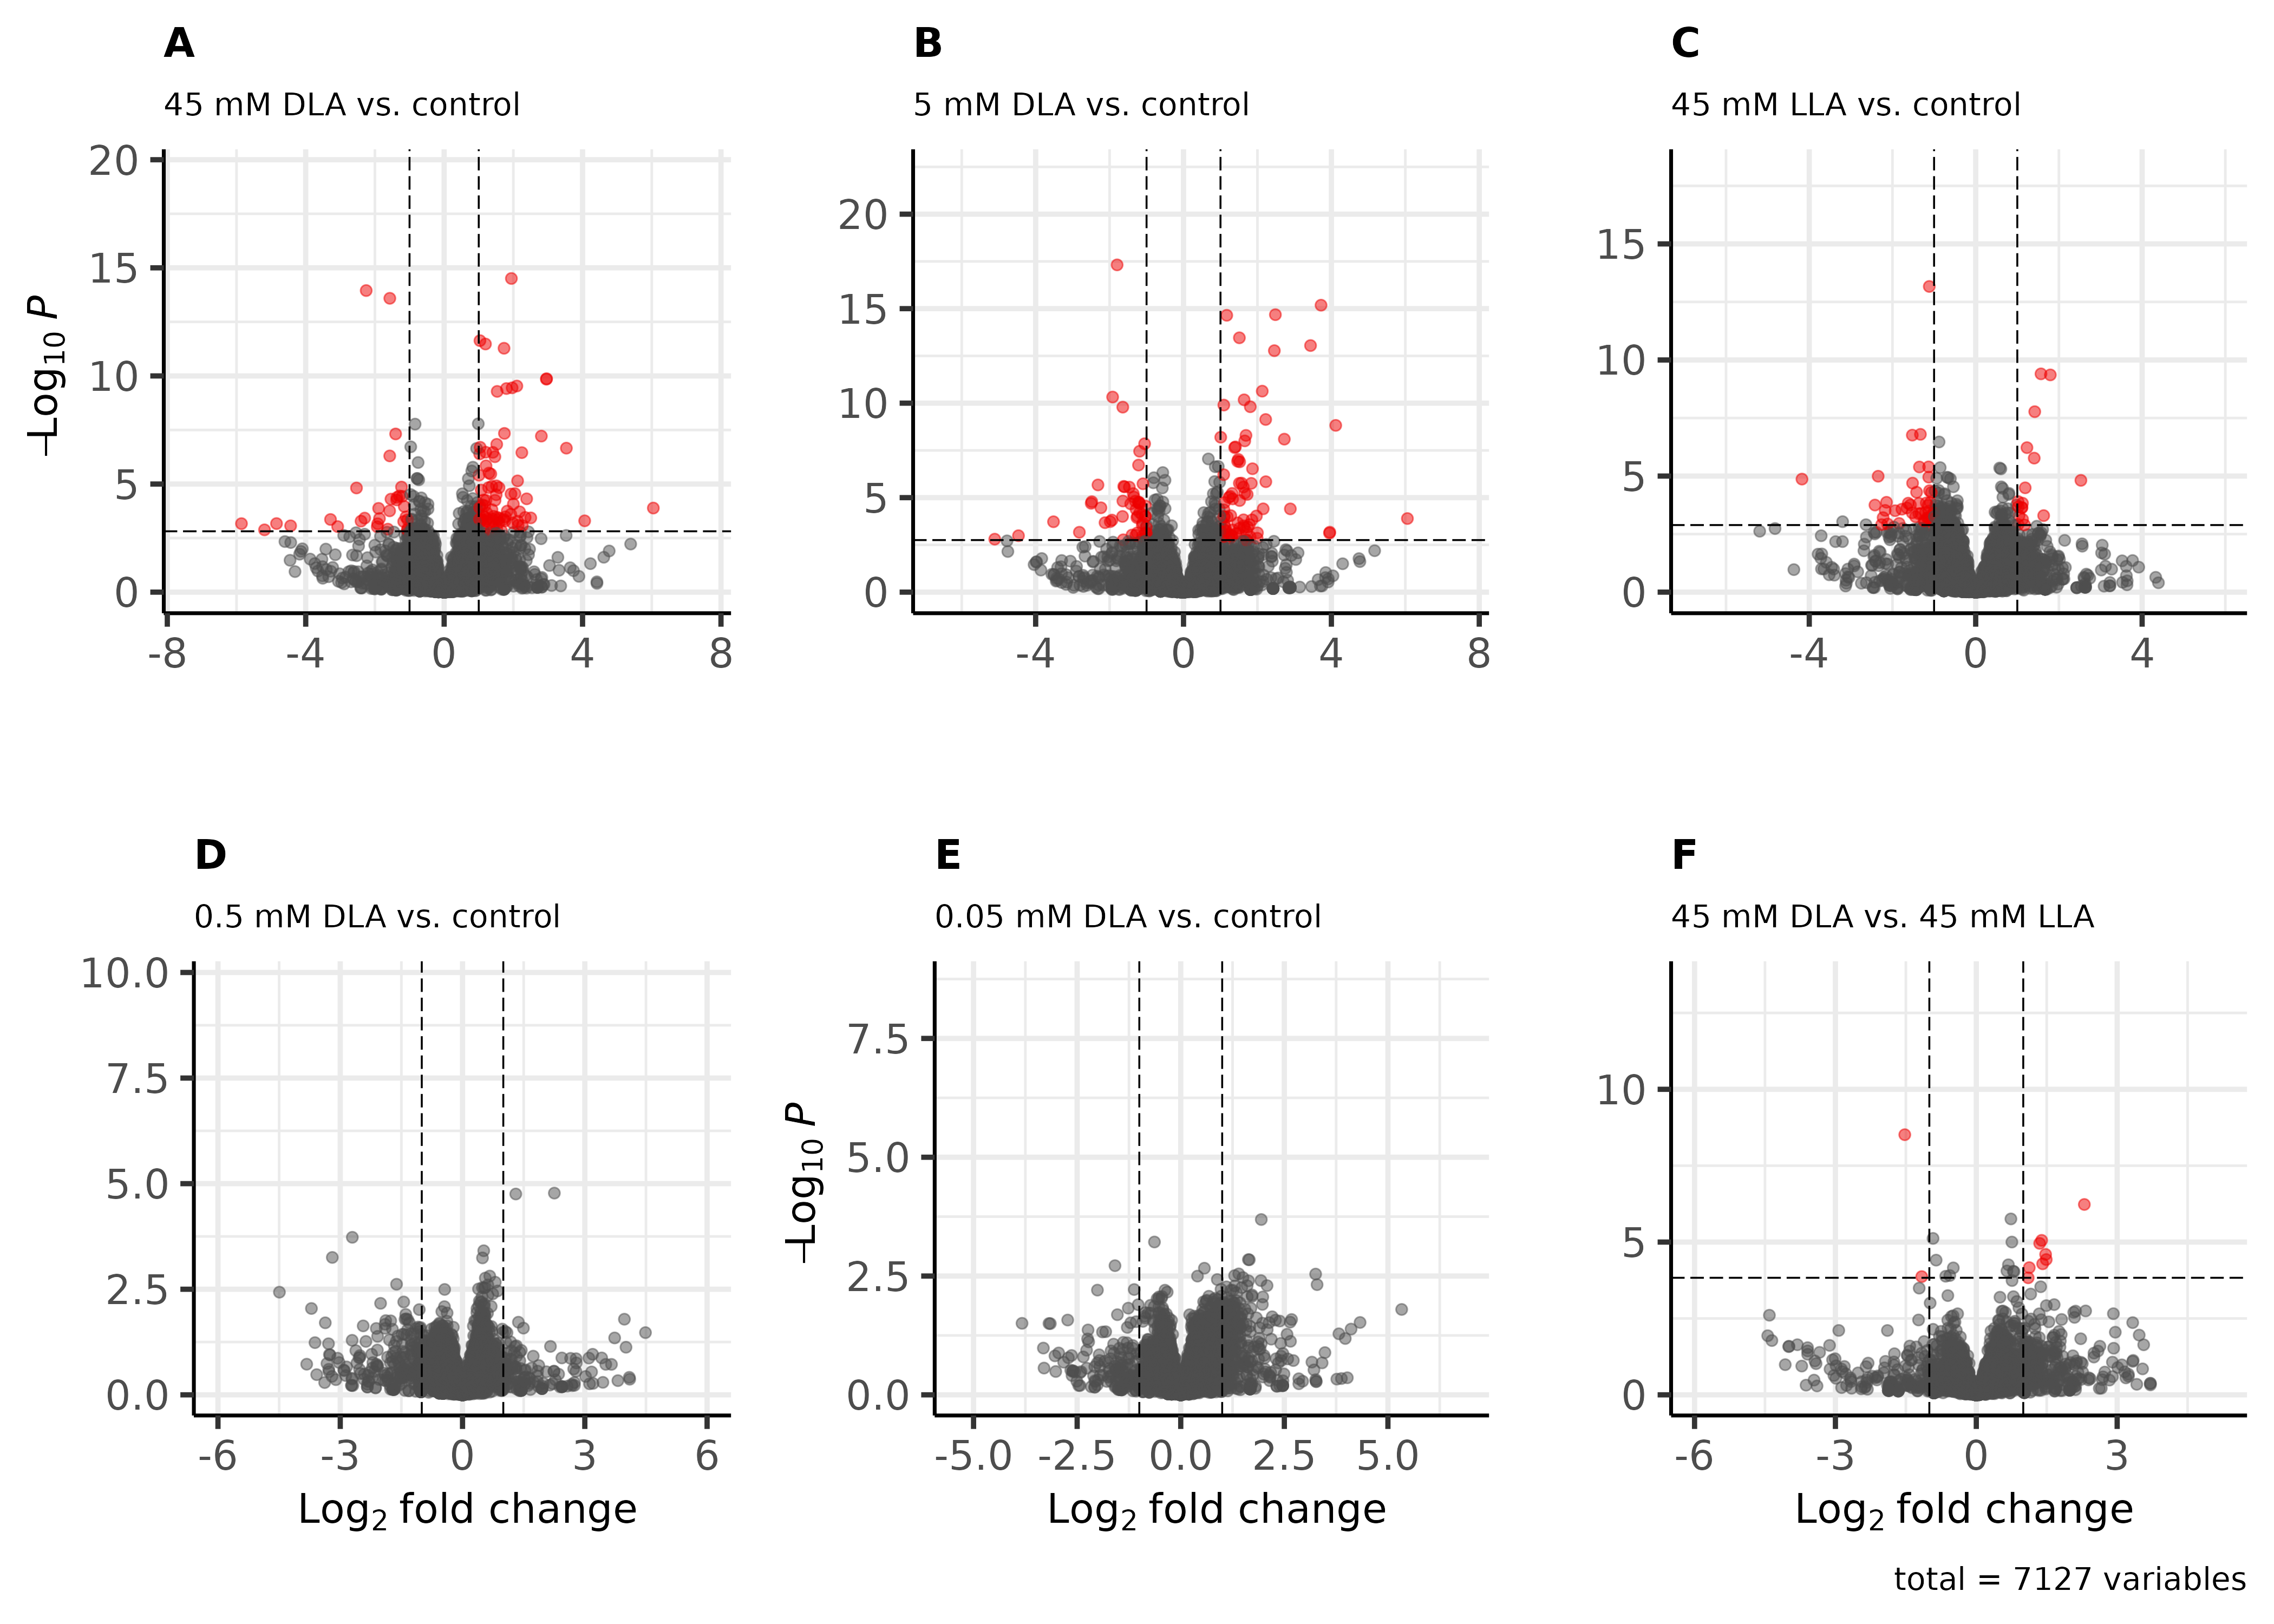 A
45 mM DLA vs. control
20
15
10
5
0
−Log10 P
-8 -4 0 4 8
B
5 mM DLA vs. control
20
15
10
5
0
-4 0 4 8
C
45 mM LLA vs. control
15
10
5
0
-4 0 4
D
0.5 mM DLA vs. control
10.0
7.5
5.0
2.5
0.0
-6 -3 0 3 6
Log2 fold change
E
0.05 mM DLA vs. control
7.5
5.0
2.5
0.0
−Log10 P
-5.0 -2.5 0.0 2.5 5.0
Log2 fold change
F
45 mM DLA vs. 45 mM LLA
10
5
0
-6 -3 0 3
Log2 fold change
total = 7127 variables